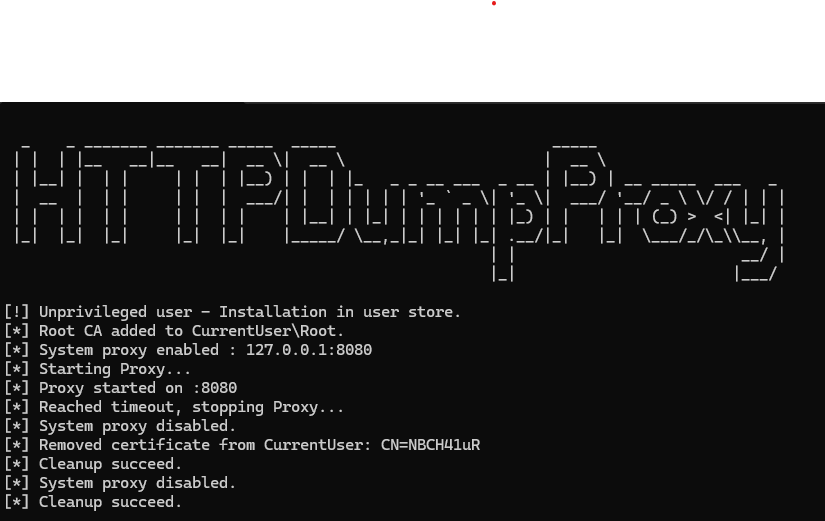 HTTPDumpProxy
[!] Unprivileged user – Installation in user store.
[*] Root CA added to CurrentUser\Root.
[*] System proxy enabled : 127.0.0.1:8080
[*] Starting Proxy...
[*] Proxy started on :8080
[*] Reached timeout, stopping Proxy...
[*] System proxy disabled.
[*] Removed certificate from CurrentUser: CN=NBCH41uR
[*] Cleanup succeed.
[*] System proxy disabled.
[*] Cleanup succeed.